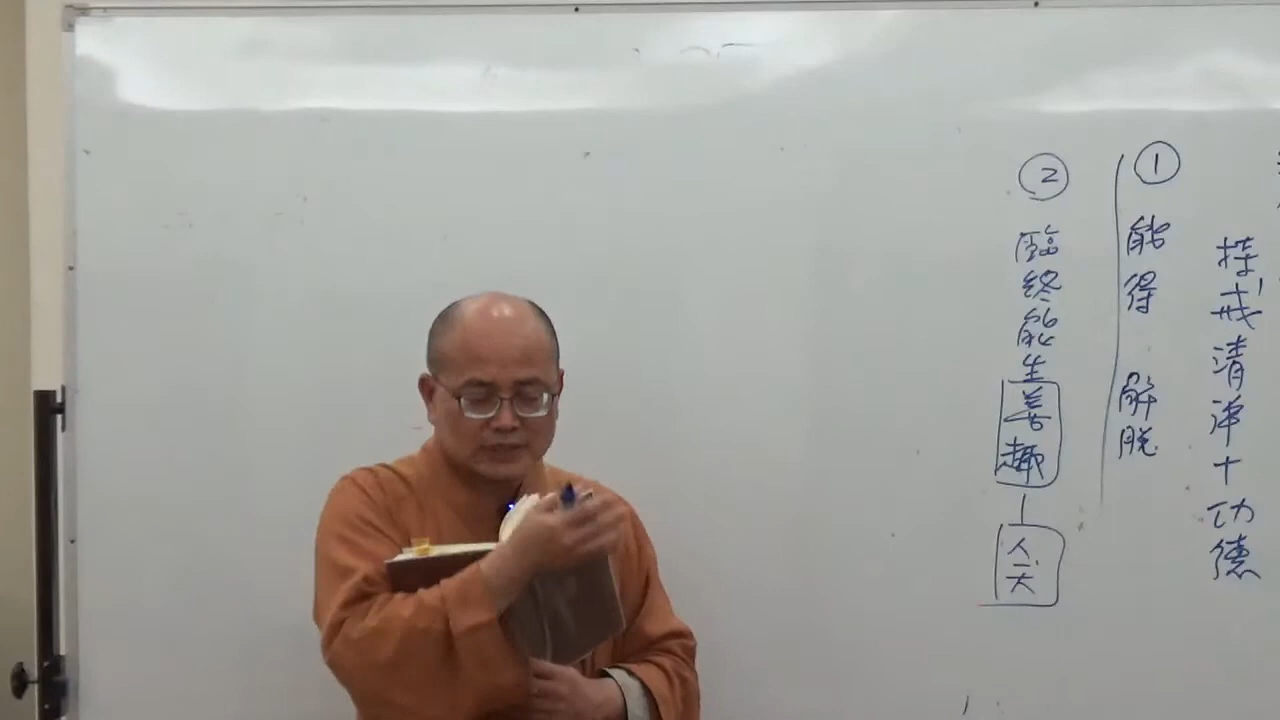 持戒清淨十功德
① 能得 解脫
② 臨終能生善趣-人天